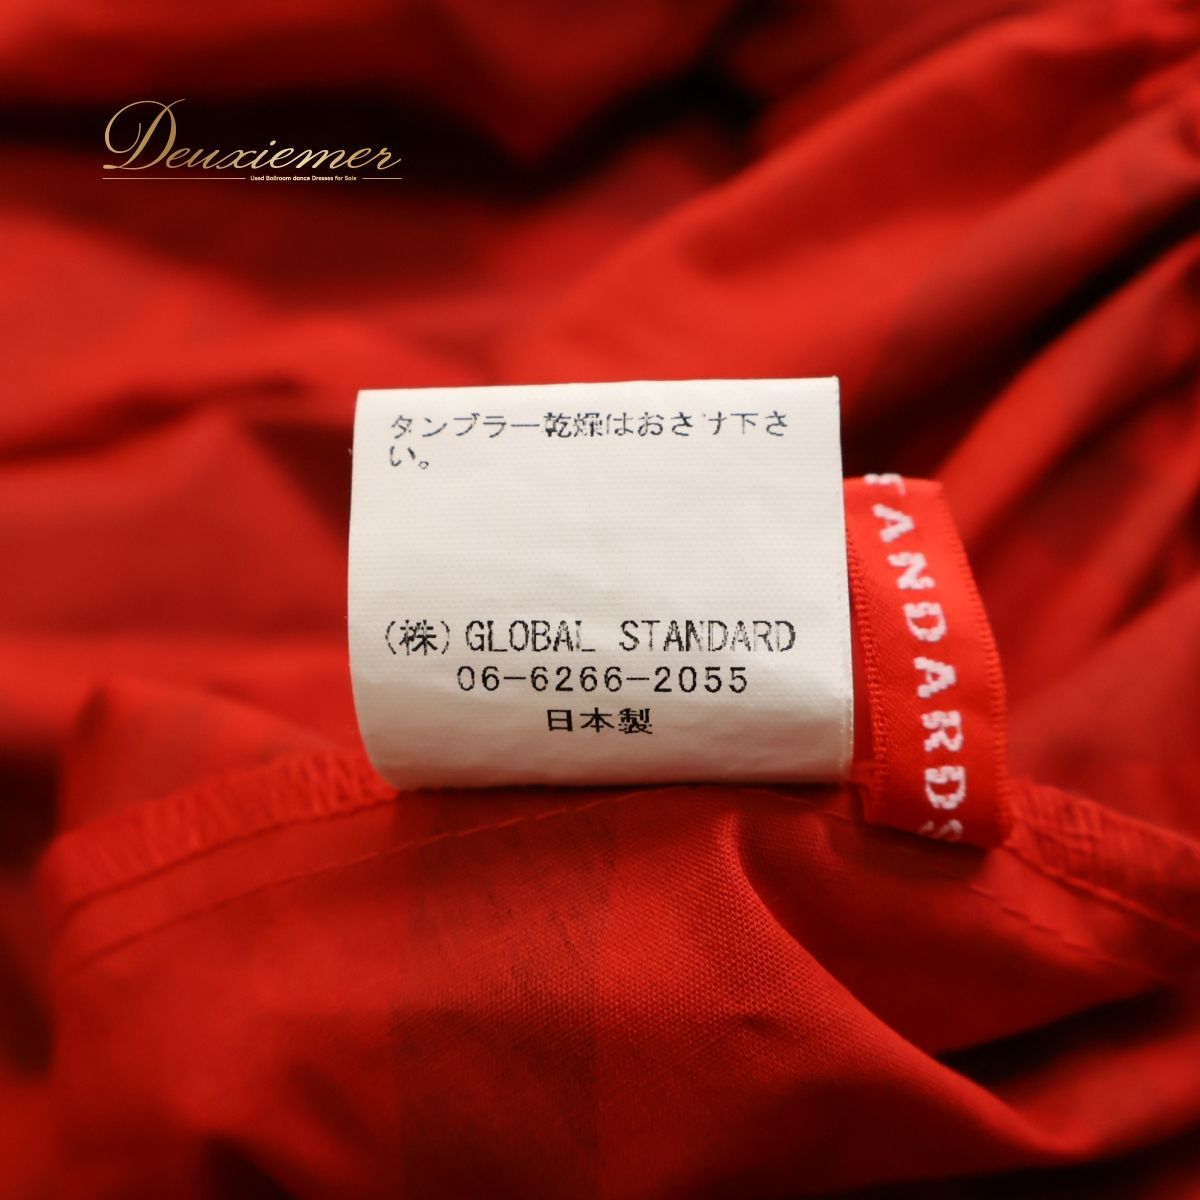 Deuxiemer
Used Ballroom dance Dresses for Sale
タンブラー乾燥はおさけ下さ
い。
(株) GLOBAL STANDARD
06-6266-2055
日本製
TANDARDS